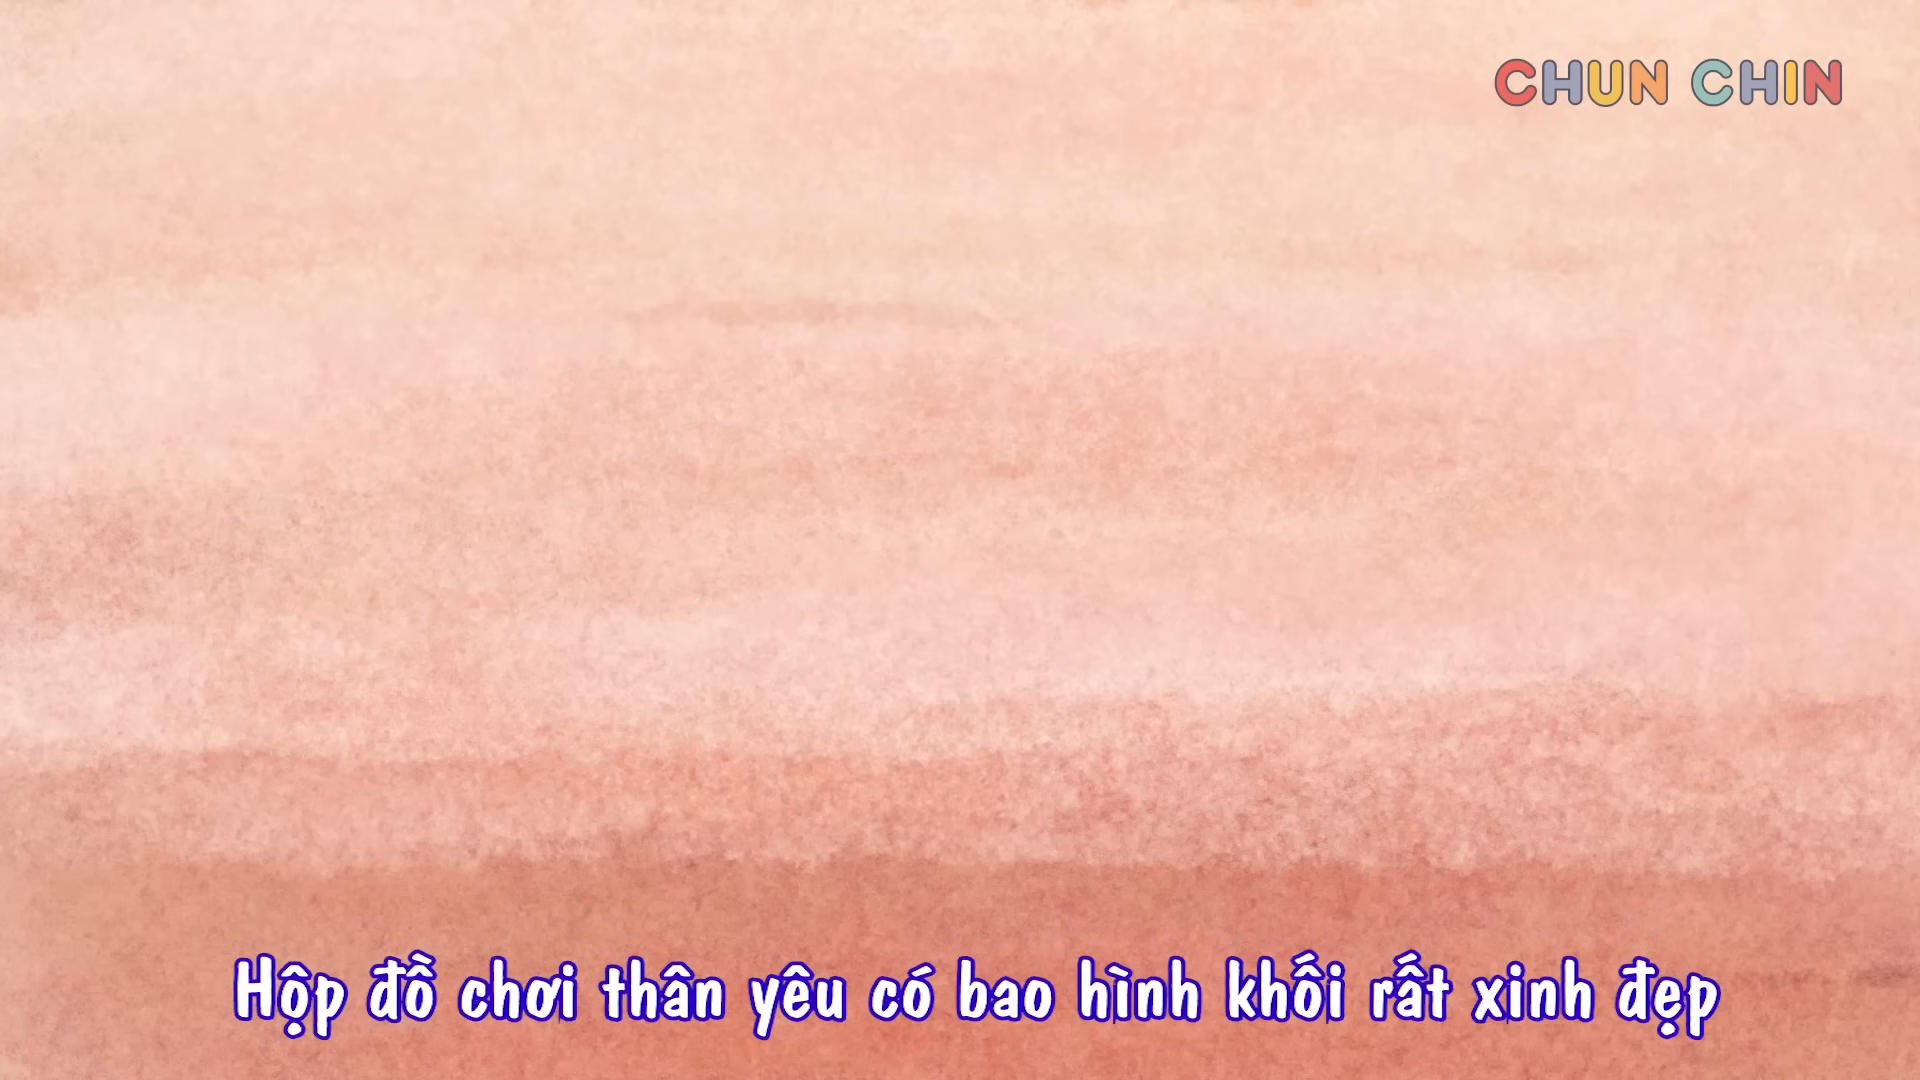 CHUN CHIN
Hộp đồ chơi thân yêu có bao hình khối rất xinh đẹp